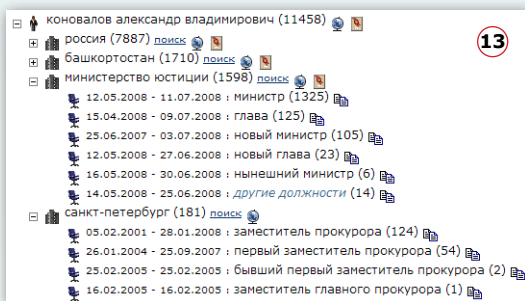 коновалов александр владимирович (11458)
россия (7887) поиск
13
башкортостан (1710) поиск
министерство юстиции (1598) поиск
12.05.2008 - 11.07.2008 : министр (1325)
15.04.2008 - 09.07.2008 : глава (125)
25.06.2007 - 03.07.2008 : новый министр (105)
12.05.2008 - 27.06.2008 : новый глава (23)
16.05.2008 - 30.06.2008 : нынешний министр (6)
14.05.2008 - 25.06.2008 : другие должности (14)
санкт-петербург (181) поиск
05.02.2001 - 28.01.2008 : заместитель прокурора (124)
26.01.2004 - 25.09.2007 : первый заместитель прокурора (54)
25.02.2005 - 25.02.2005 : бывший первый заместитель прокурора (2)
16.02.2005 - 16.02.2005 : заместитель главного прокурора (1)